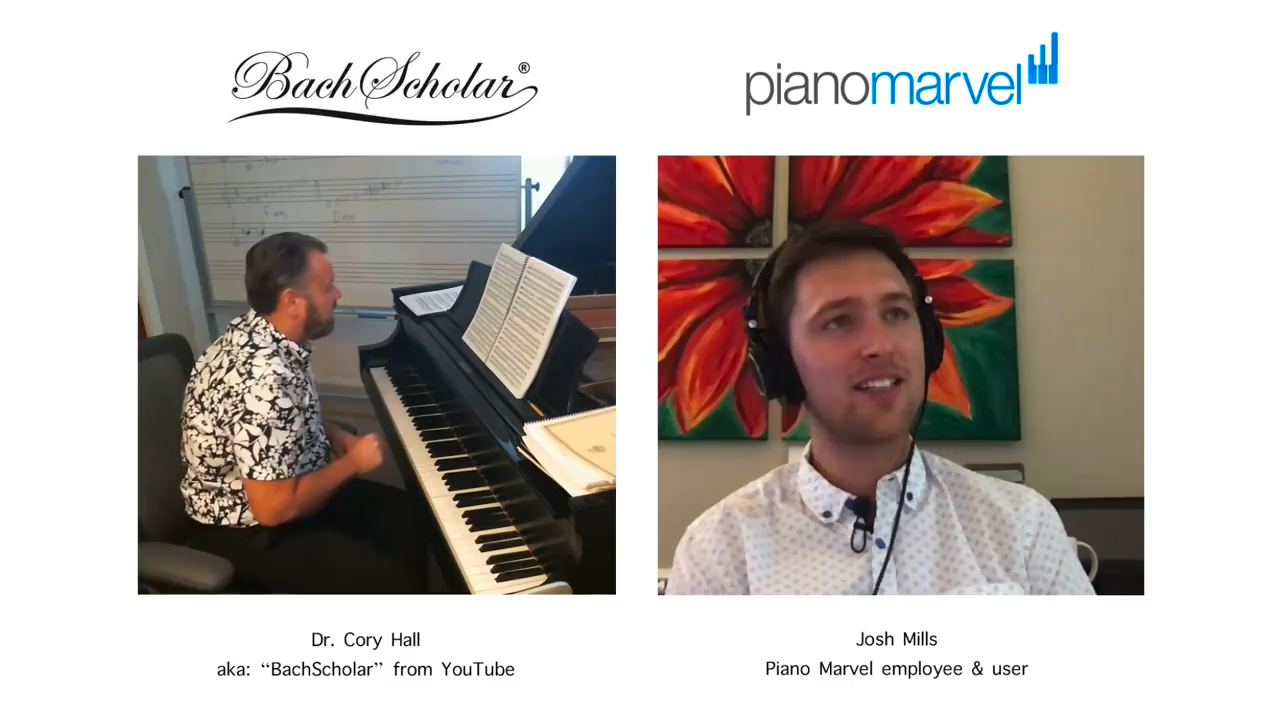 BachScholar®
pianomarvel
Dr. Cory Hall
aka: “BachScholar” from YouTube
Josh Mills
Piano Marvel employee & user